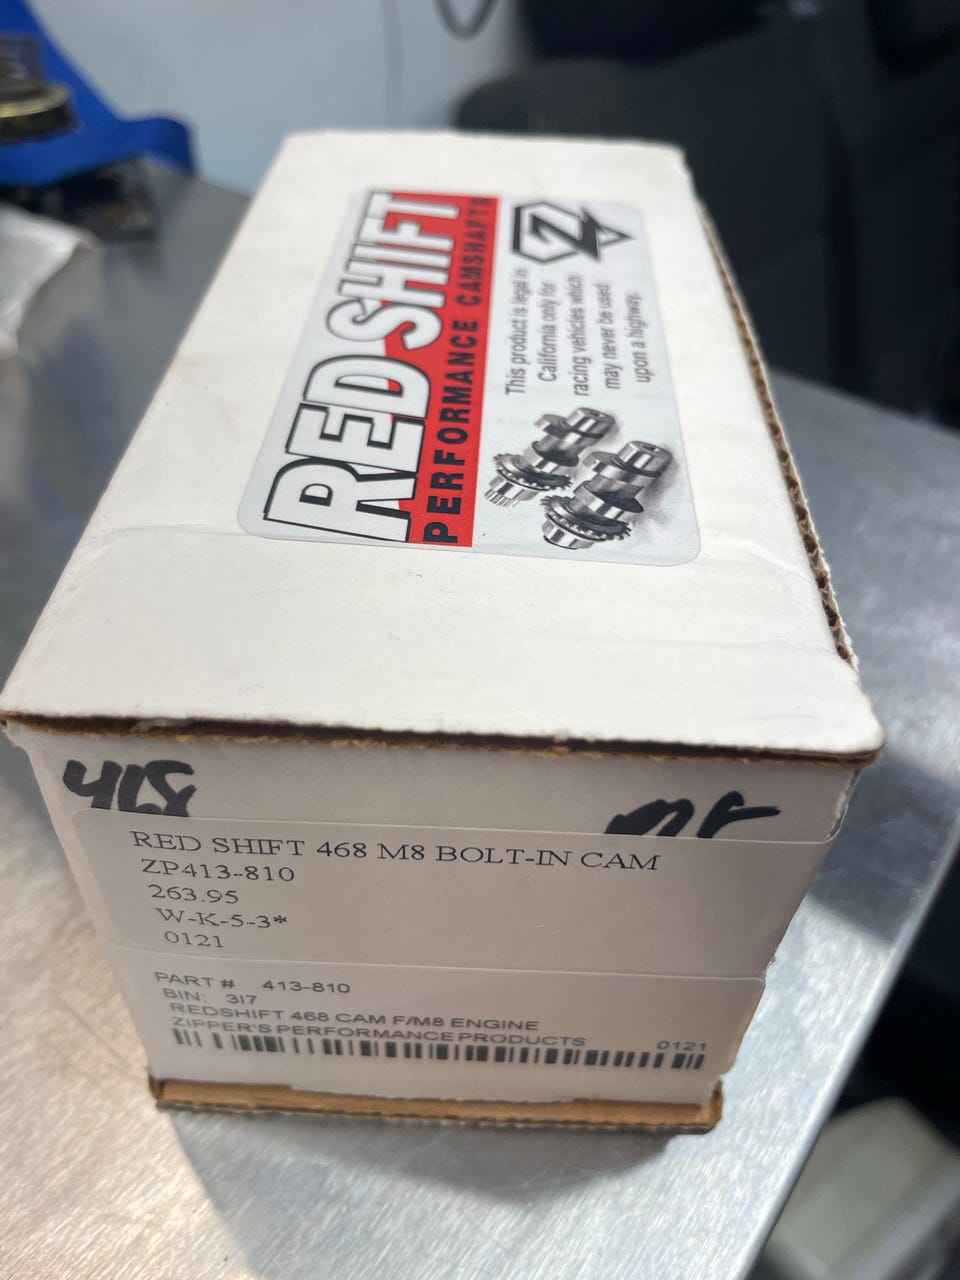 RED SHIFT
PERFORMANCE CAMSHAFTS
Z
This product is legal in
California only for
racing vehicles which
may never be used
upon a highway.
468
RED SHIFT 468 M8 BOLT-IN CAM
ZP413-810
263.95
W-K-5-3*
0121
PART # 413-810
BIN: 317
REDSHIFT 468 CAM F/M8 ENGINE
ZIPPER'S PERFORMANCE PRODUCTS 0121